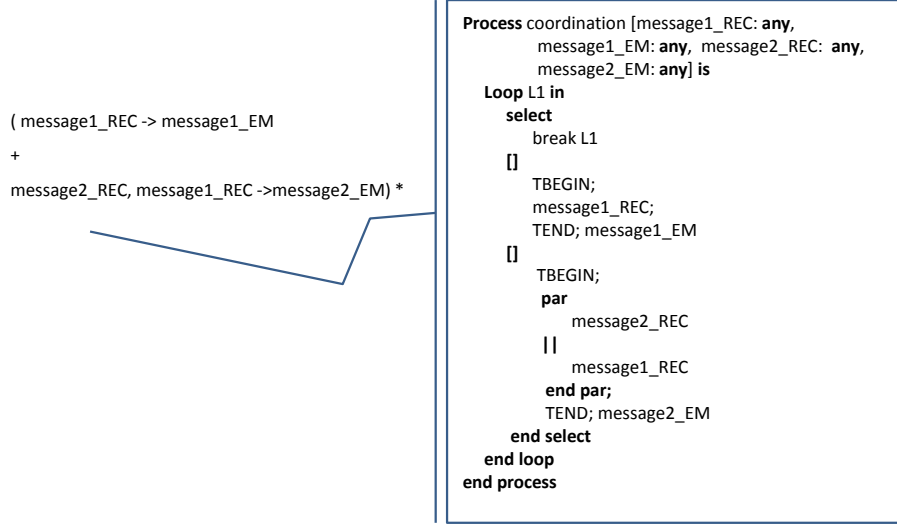 ( message1_REC -> message1_EM
+
message2_REC, message1_REC ->message2_EM) *
Process coordination [message1_REC: any,
message1_EM: any, message2_REC: any,
message2_EM: any] is
Loop L1 in
select
break L1
[]
TBEGIN;
message1_REC;
TEND; message1_EM
[]
TBEGIN;
par
message2_REC
||
message1_REC
end par;
TEND; message2_EM
end select
end loop
end process